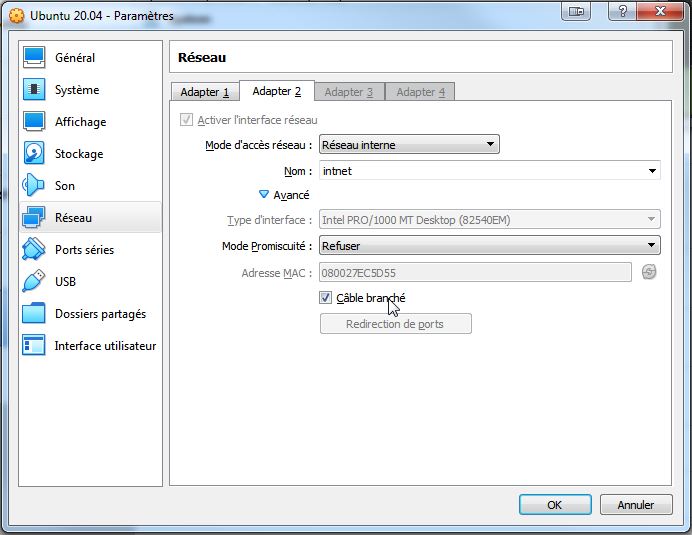 Ubuntu 20.04 - Paramètres
?
Général
Système
Affichage
Stockage
Son
Réseau
Ports séries
USB
Dossiers partagés
Interface utilisateur
Réseau
Adapter 1
Adapter 2
Adapter 3
Adapter 4
Activer l'interface réseau
Mode d'accès réseau : Réseau interne
Nom : intnet
Avancé
Type d'interface : Intel PRO/1000 MT Desktop (82540EM)
Mode Promiscuité : Refuser
Adresse MAC : 080027EC5D55
Câble branché
Redirection de ports
OK
Annuler